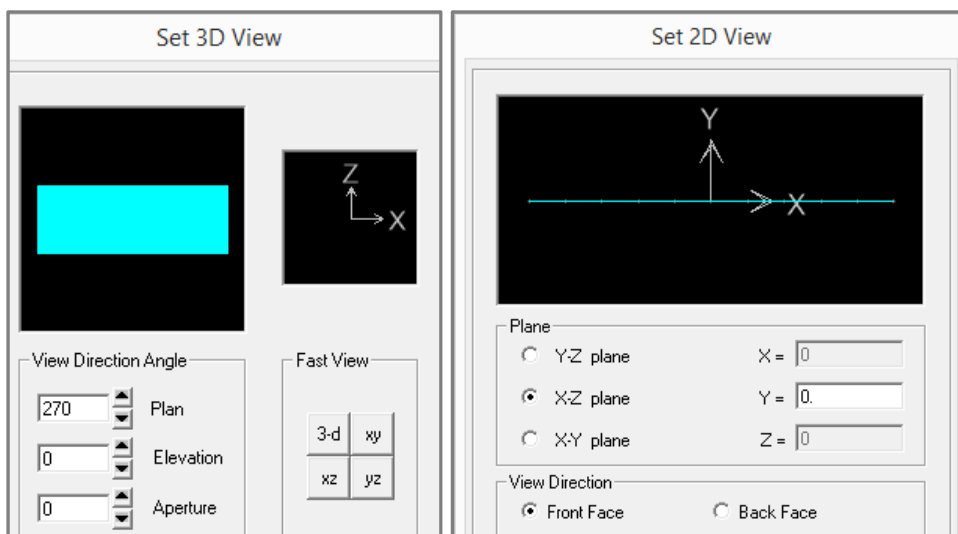 Set 3D View
Z
X
View Direction Angle
270 Plan
0 Elevation
0 Aperture
Fast View
3-d xy
xz yz
Set 2D View
Y
X
Plane
Y-Z plane X = 0
X-Z plane Y = 0.
X-Y plane Z = 0
View Direction
Front Face Back Face